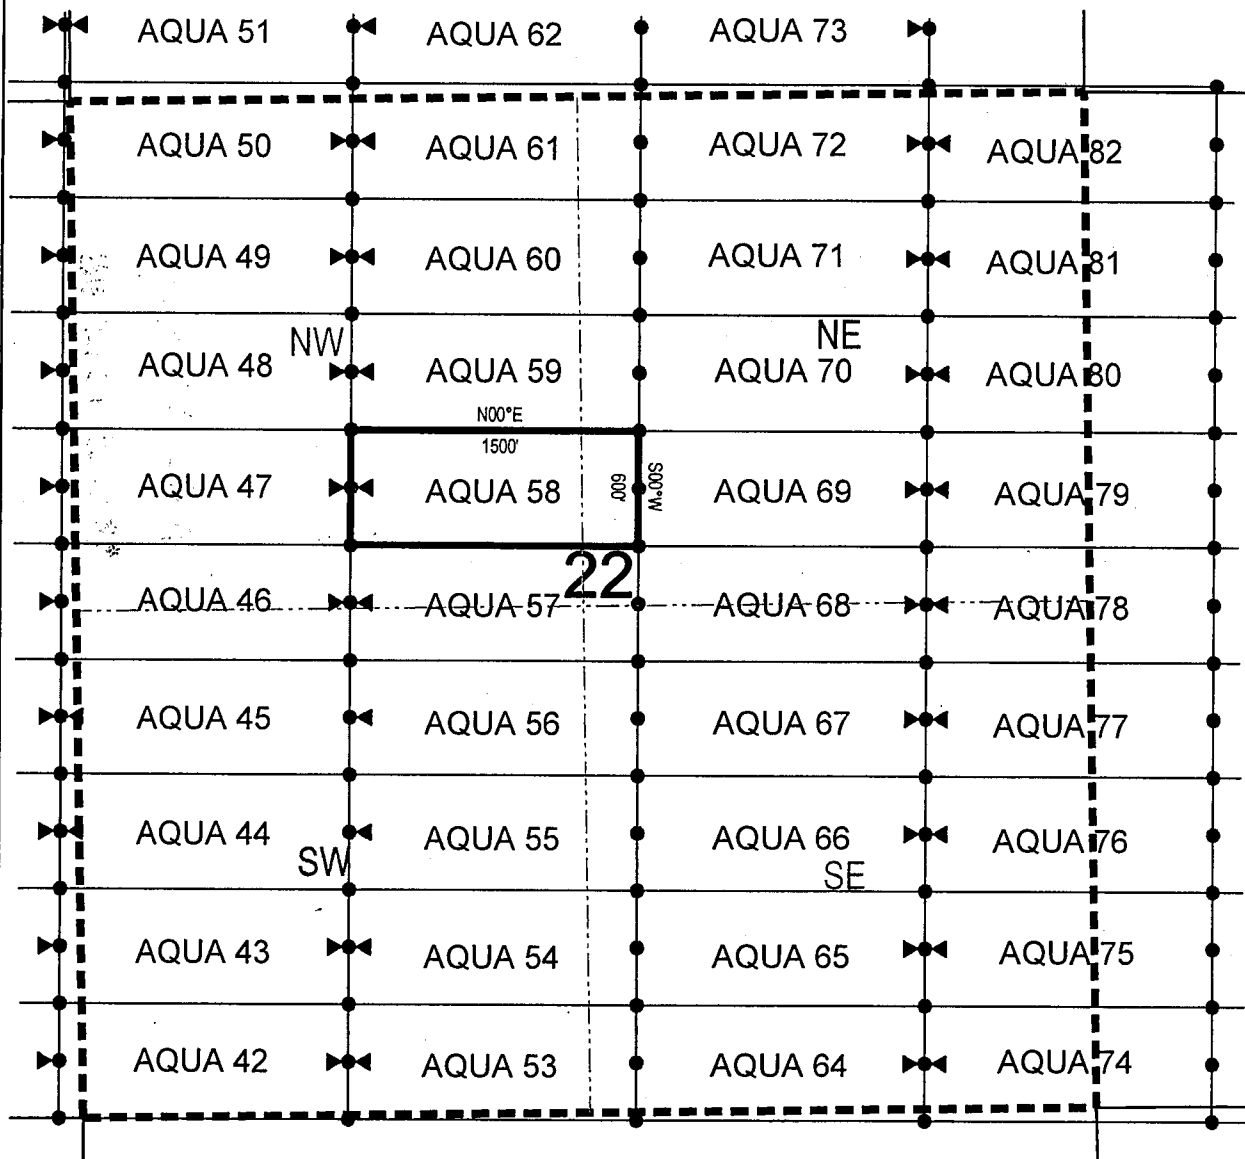 AQUA 51 AQUA 62 AQUA 73
AQUA 50 AQUA 61 AQUA 72 AQUA 82
AQUA 49 AQUA 60 AQUA 71 AQUA 81
NW NE
AQUA 48 AQUA 59 AQUA 70 AQUA 80
N00°E
1500'
AQUA 47 AQUA 58 600' S00°W AQUA 69 AQUA 79
22
AQUA 46 AQUA 57 AQUA 68 AQUA 78
AQUA 45 AQUA 56 AQUA 67 AQUA 77
AQUA 44 AQUA 55 AQUA 66 AQUA 76
SW SE
AQUA 43 AQUA 54 AQUA 65 AQUA 75
AQUA 42 AQUA 53 AQUA 64 AQUA 74